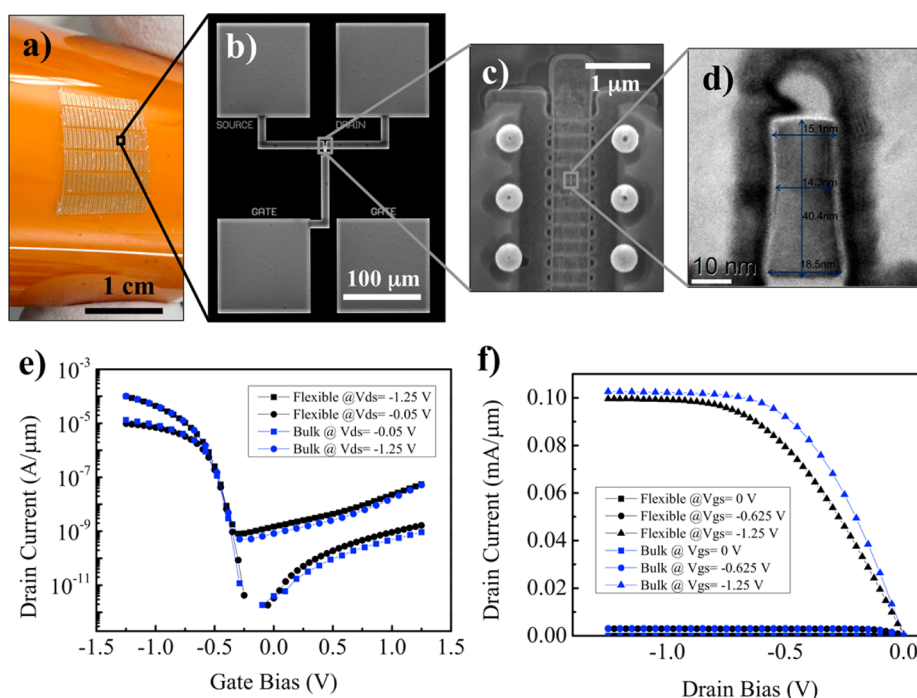 a)
1 cm
b)
SOURCE
DRAIN
GATE
GATE
100 μm
c)
1 μm
d)
15.1nm
14.3nm
40.4nm
18.5nm
10 nm
e)
Drain Current (A/μm)
10⁻³
10⁻⁵
10⁻⁷
10⁻⁹
10⁻¹¹
Flexible @Vds= -1.25 V
Flexible @Vds= -0.05 V
Bulk @ Vds= -0.05 V
Bulk @ Vds= -1.25 V
-1.5 -1.0 -0.5 0.0 0.5 1.0 1.5
Gate Bias (V)
f)
Drain Current (mA/μm)
0.10
0.08
0.06
0.04
0.02
0.00
Flexible @Vgs= 0 V
Flexible @Vgs= -0.625 V
Flexible @Vgs= -1.25 V
Bulk @ Vgs= 0 V
Bulk @ Vgs= -0.625 V
Bulk @ Vgs= -1.25 V
-1.0 -0.5 0.0
Drain Bias (V)